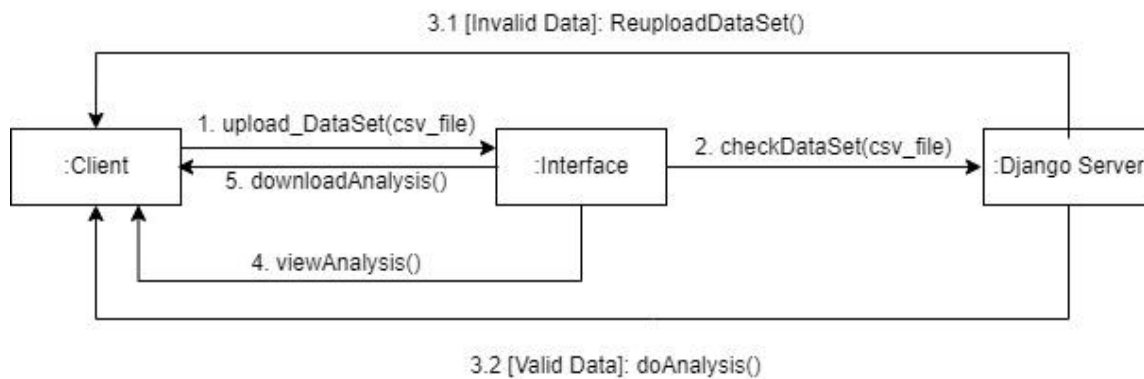 3.1 [Invalid Data]: ReuploadDataSet()
1. upload_DataSet(csv_file)
:Client
:Interface
2. checkDataSet(csv_file)
:Django Server
5. downloadAnalysis()
4. viewAnalysis()
3.2 [Valid Data]: doAnalysis()